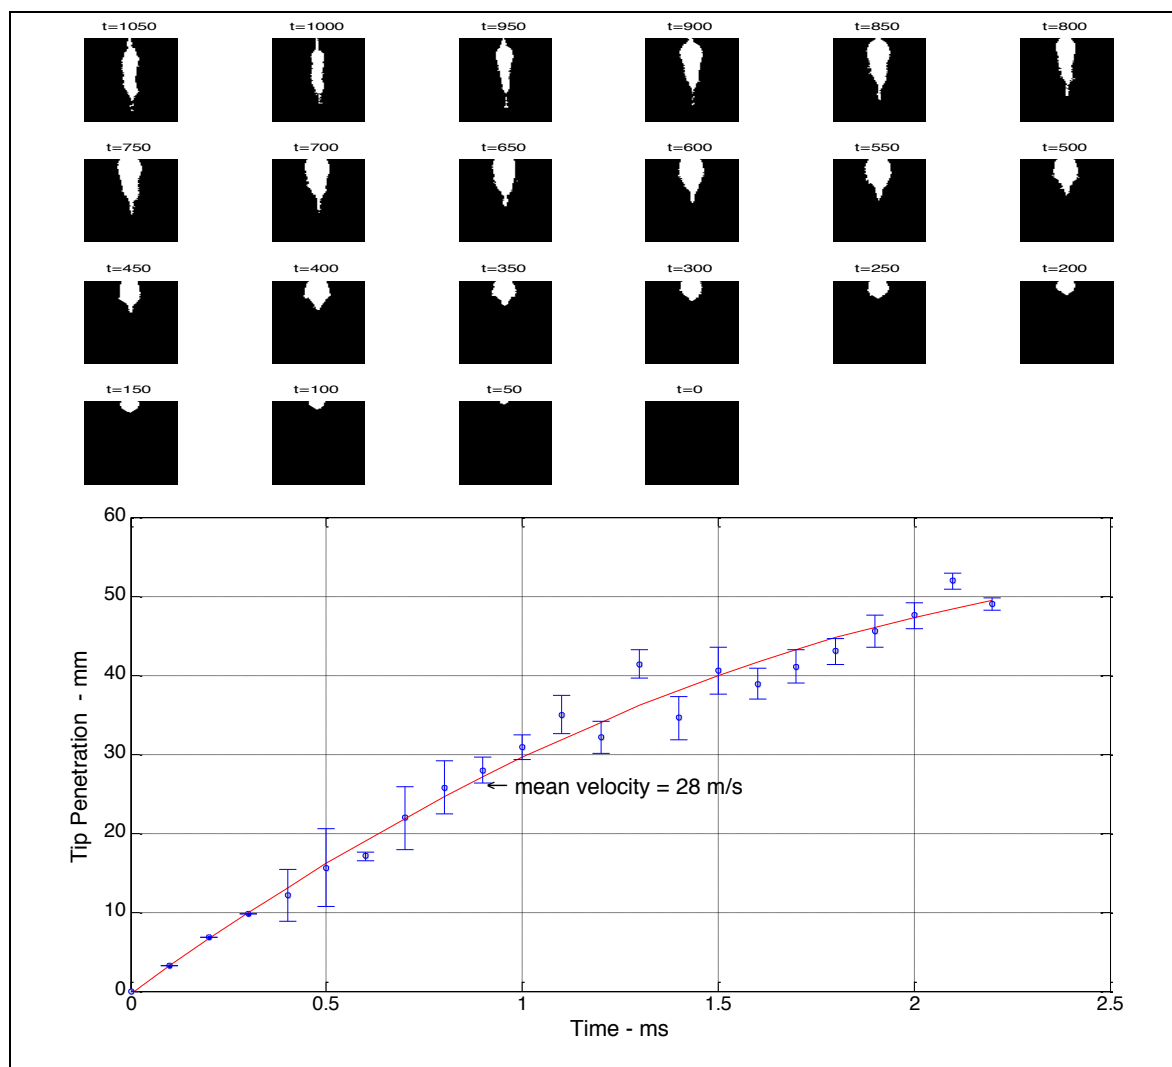 t=1050 t=1000 t=950 t=900 t=850 t=800
t=750 t=700 t=650 t=600 t=550 t=500
t=450 t=400 t=350 t=300 t=250 t=200
t=150 t=100 t=50 t=0
60
50
40
30
20
10
0
Tip Penetration - mm
← mean velocity = 28 m/s
0 0.5 1 1.5 2 2.5
Time - ms